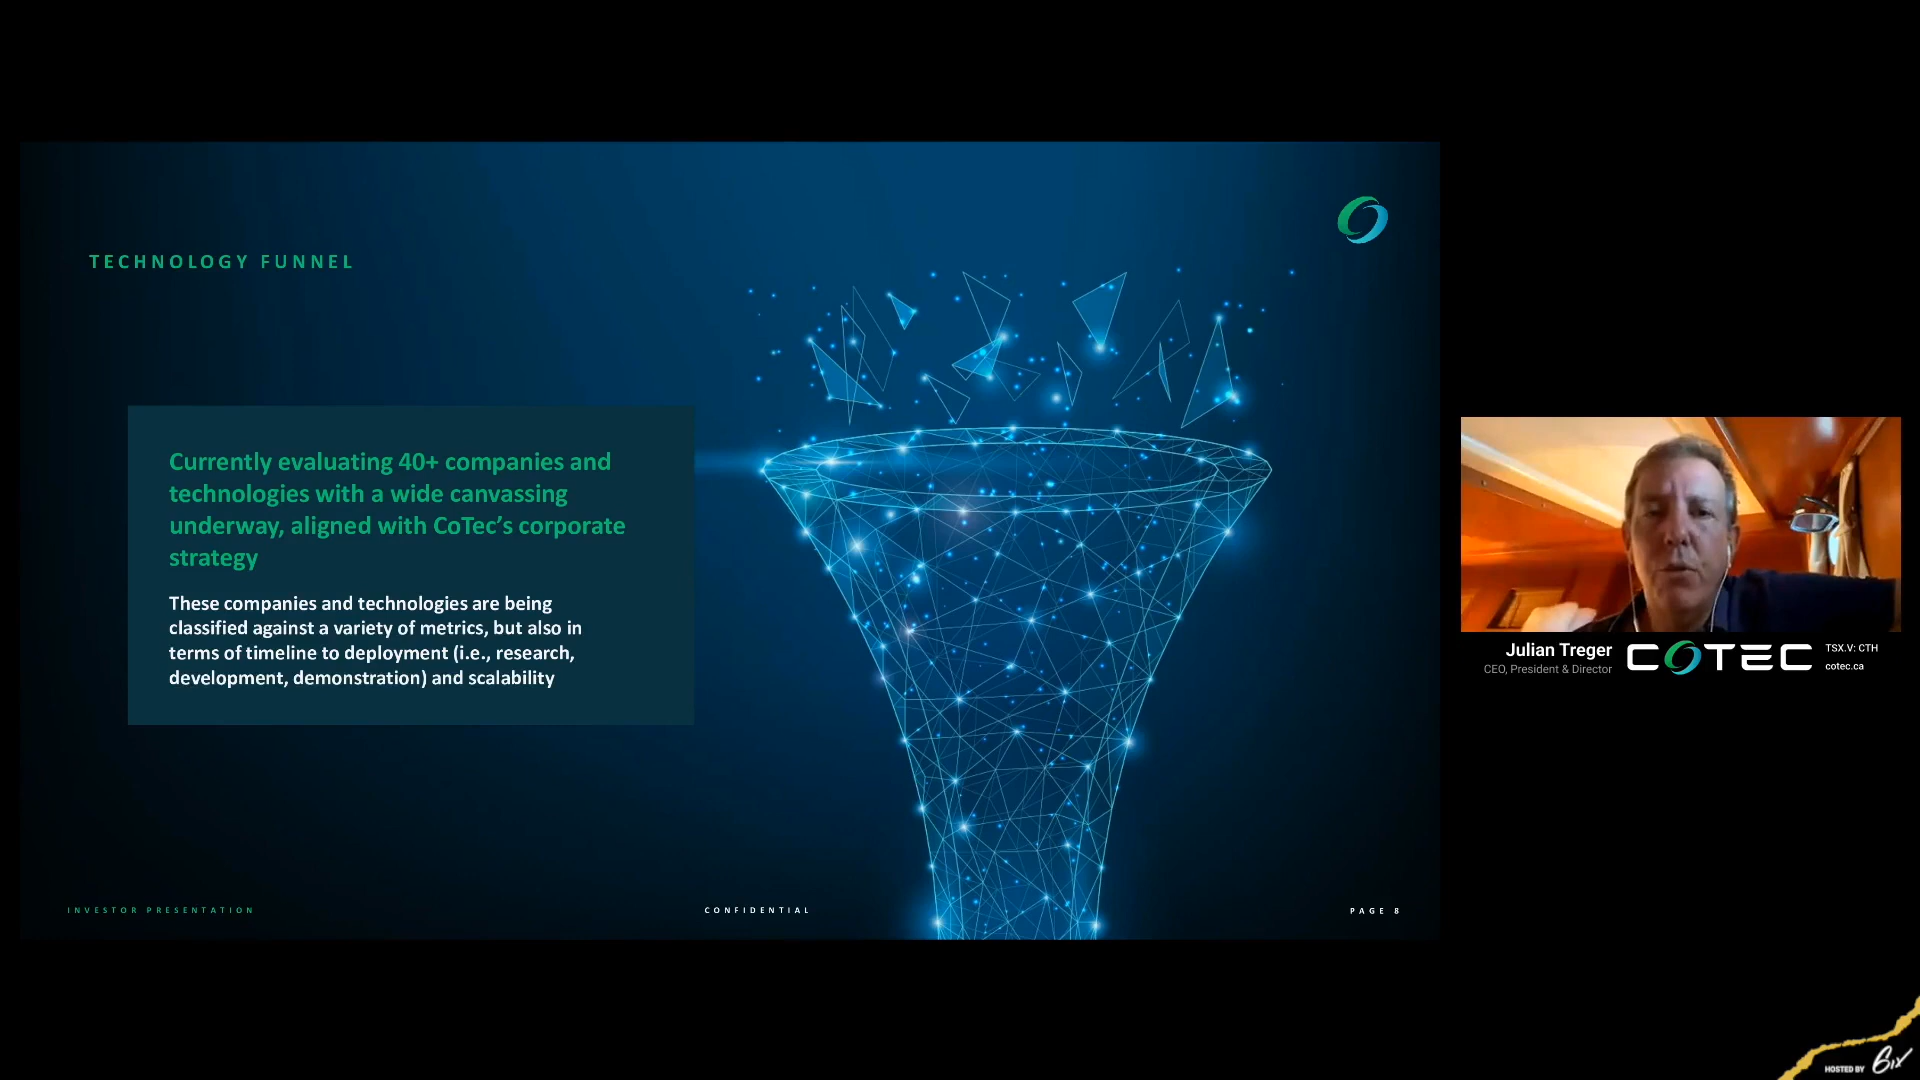 TECHNOLOGY FUNNEL
Currently evaluating 40+ companies and
technologies with a wide canvassing
underway, aligned with CoTec’s corporate
strategy
These companies and technologies are being
classified against a variety of metrics, but also in
terms of timeline to deployment (i.e., research,
development, demonstration) and scalability
INVESTOR PRESENTATION
CONFIDENTIAL
PAGE 8
Julian Treger
CEO, President & Director
COTEC
TSX.V: CTH
cotec.ca
HOSTED BY 6ix